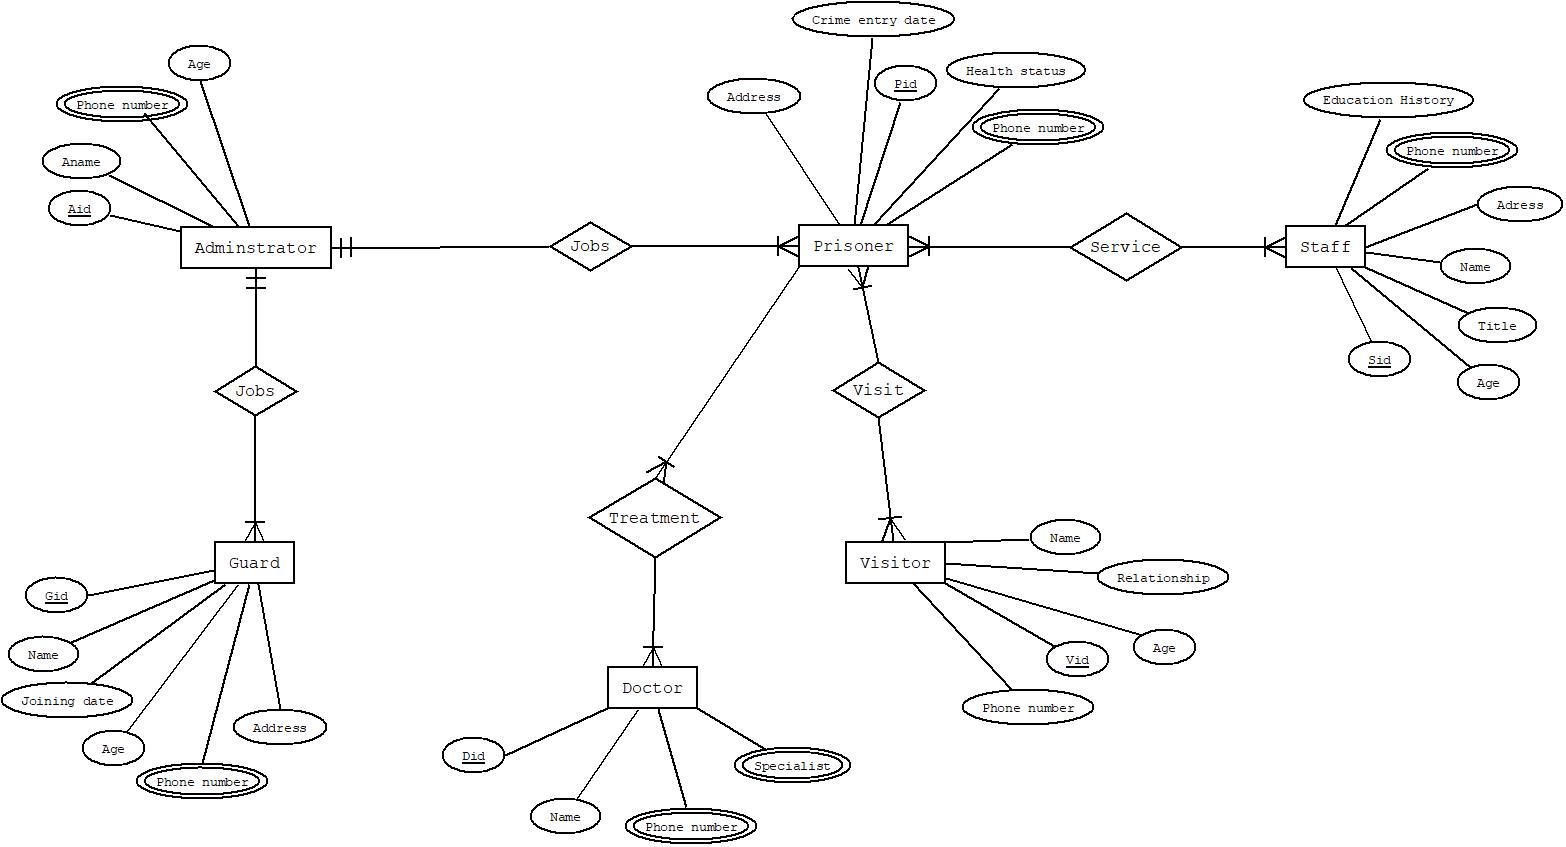 Crime entry date
Age
Health status
Pid
Address
Phone number
Education History
Phone number
Phone number
Phone number
Aname
Aid
Adress
Adminstrator
Jobs
Prisoner
Service
Staff
Name
Title
Sid
Age
Jobs
Visit
Treatment
Name
Guard
Visitor
Relationship
Gid
Name
Age
Vid
Doctor
Joining date
Phone number
Address
Age
Did
Specialist
Phone number
Name
Phone number